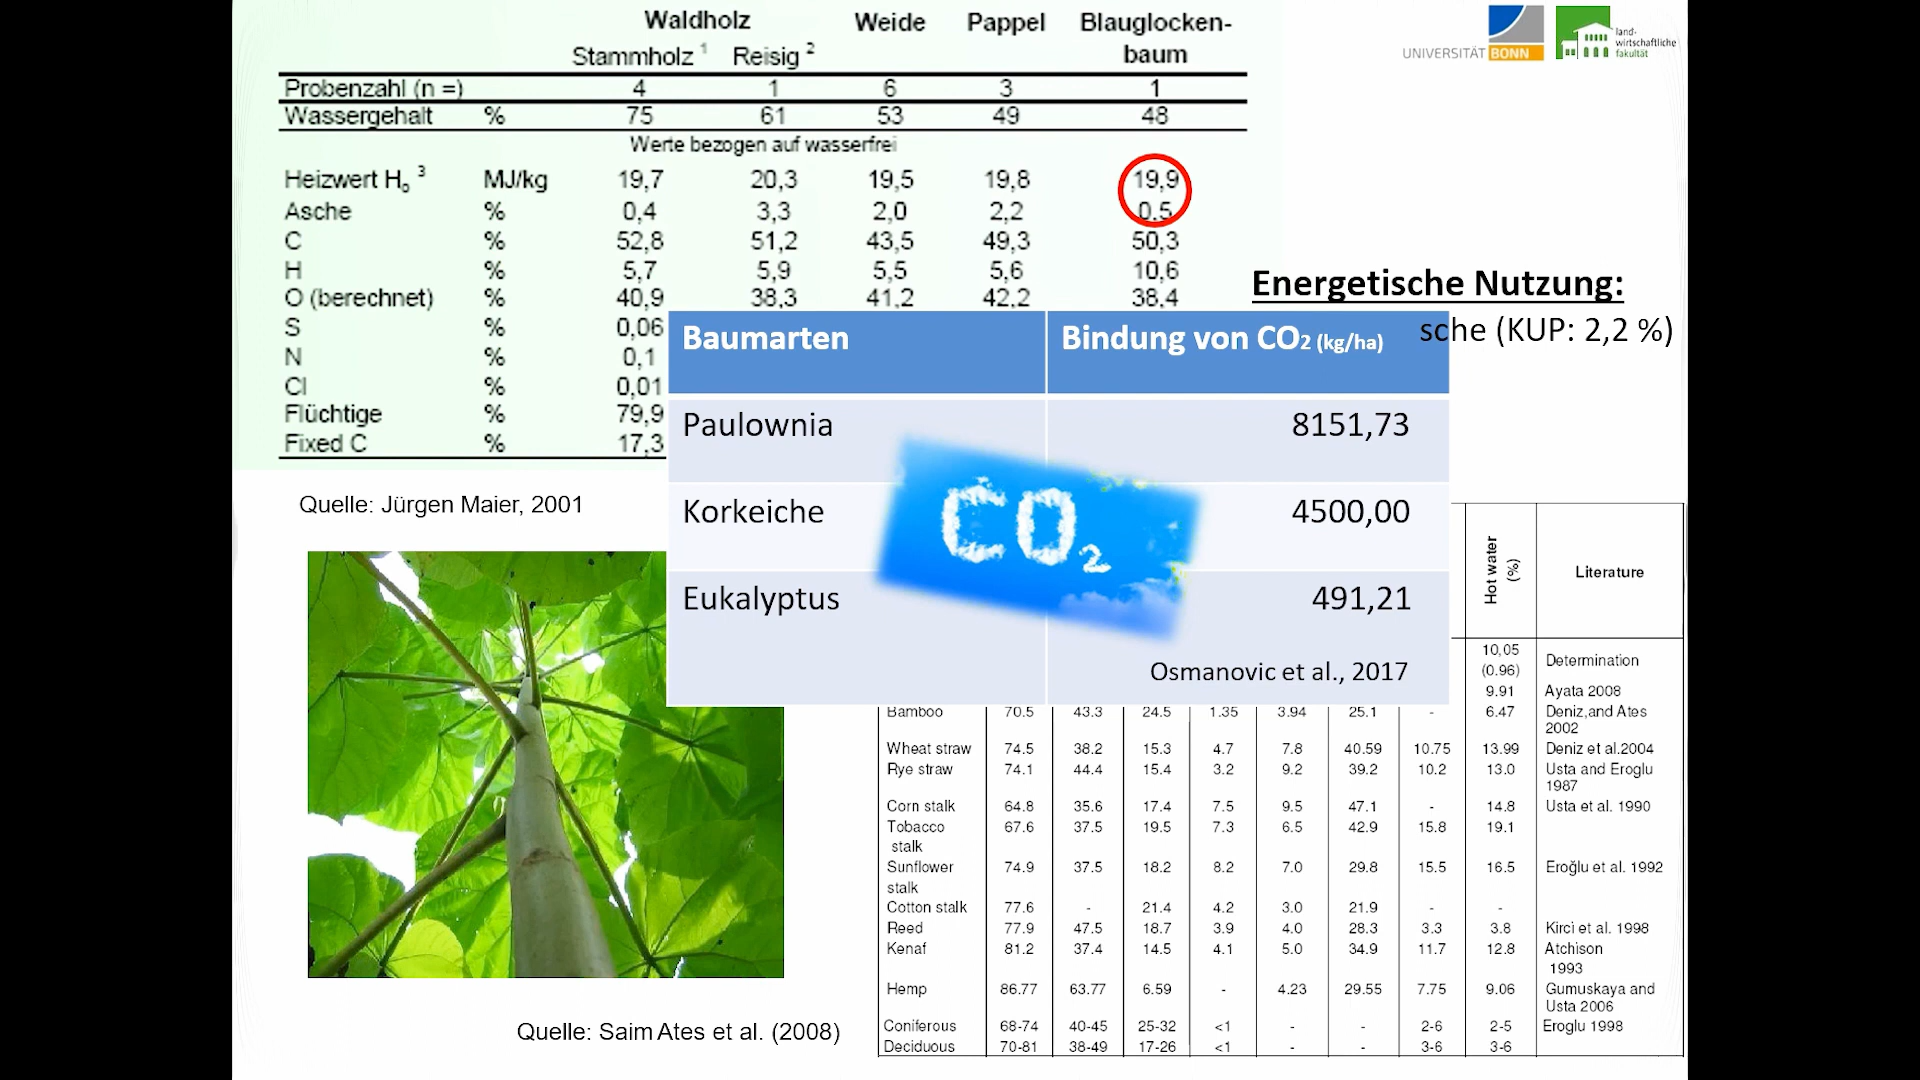 Waldholz Weide Pappel Blauglocken-
Stammholz 1 Reisig 2 baum
Probenzahl (n =) 4 1 6 3 1
Wassergehalt % 75 61 53 49 48
Werte bezogen auf wasserfrei
Heizwert Ho 3 MJ/kg 19,7 20,3 19,5 19,8 19,9
Asche % 0,4 3,3 2,0 2,2 0.5
C % 52,8 51,2 43,5 49,3 50,3
H % 5,7 5,9 5,5 5,6 10,6
O (berechnet) % 40,9 38,3 41,2 42,2 38,4
S % 0,06
N % 0,1
Cl % 0,01
Flüchtige % 79,9
Fixed C % 17,3
Quelle: Jürgen Maier, 2001
UNIVERSITÄT BONN
land-
wirtschaftliche
fakultät
Energetische Nutzung:
sche (KUP: 2,2 %)
Baumarten Bindung von CO2 (kg/ha)
Paulownia 8151,73
Korkeiche 4500,00
Eukalyptus 491,21
Osmanovic et al., 2017
CO2
Hot water (%) Literature
10,05 (0.96) Determination
9.91 Ayata 2008
Bamboo 70.5 43.3 24.5 1.35 3.94 25.1 - 6.47 Deniz,and Ates
2002
Wheat straw 74.5 38.2 15.3 4.7 7.8 40.59 10.75 13.99 Deniz et al.2004
Rye straw 74.1 44.4 15.4 3.2 9.2 39.2 10.2 13.0 Usta and Eroglu
1987
Corn stalk 64.8 35.6 17.4 7.5 9.5 47.1 - 14.8 Usta et al. 1990
Tobacco 67.6 37.5 19.5 7.3 6.5 42.9 15.8 19.1
stalk
Sunflower 74.9 37.5 18.2 8.2 7.0 29.8 15.5 16.5 Eroğlu et al. 1992
stalk
Cotton stalk 77.6 - 21.4 4.2 3.0 21.9 - -
Reed 77.9 47.5 18.7 3.9 4.0 28.3 3.3 3.8 Kirci et al. 1998
Kenaf 81.2 37.4 14.5 4.1 5.0 34.9 11.7 12.8 Atchison
1993
Hemp 86.77 63.77 6.59 - 4.23 29.55 7.75 9.06 Gumuskaya and
Usta 2006
Coniferous 68-74 40-45 25-32 <1 - - 2-6 2-5 Eroglu 1998
Deciduous 70-81 38-49 17-26 <1 - - 3-6 3-6
Quelle: Saim Ates et al. (2008)